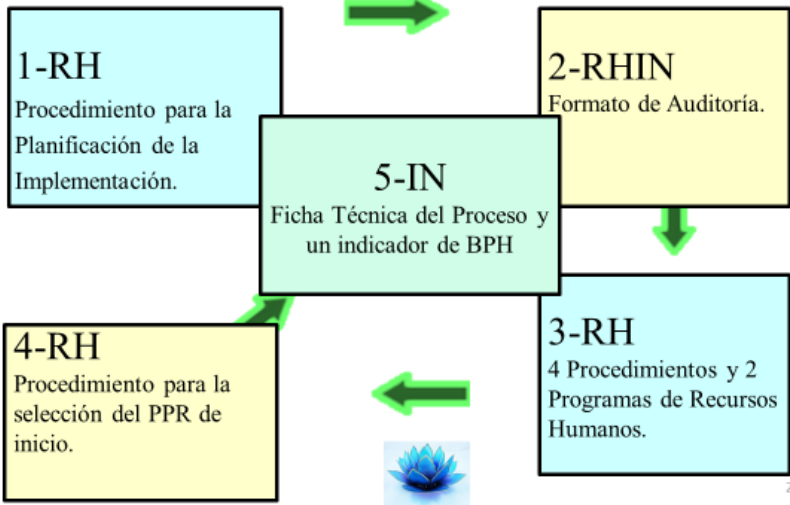 1-RH
Procedimiento para la
Planificación de la
Implementación.
2-RHIN
Formato de Auditoría.
5-IN
Ficha Técnica del Proceso y
un indicador de BPH
3-RH
4 Procedimientos y 2
Programas de Recursos
Humanos.
4-RH
Procedimiento para la
selección del PPR de
inicio.